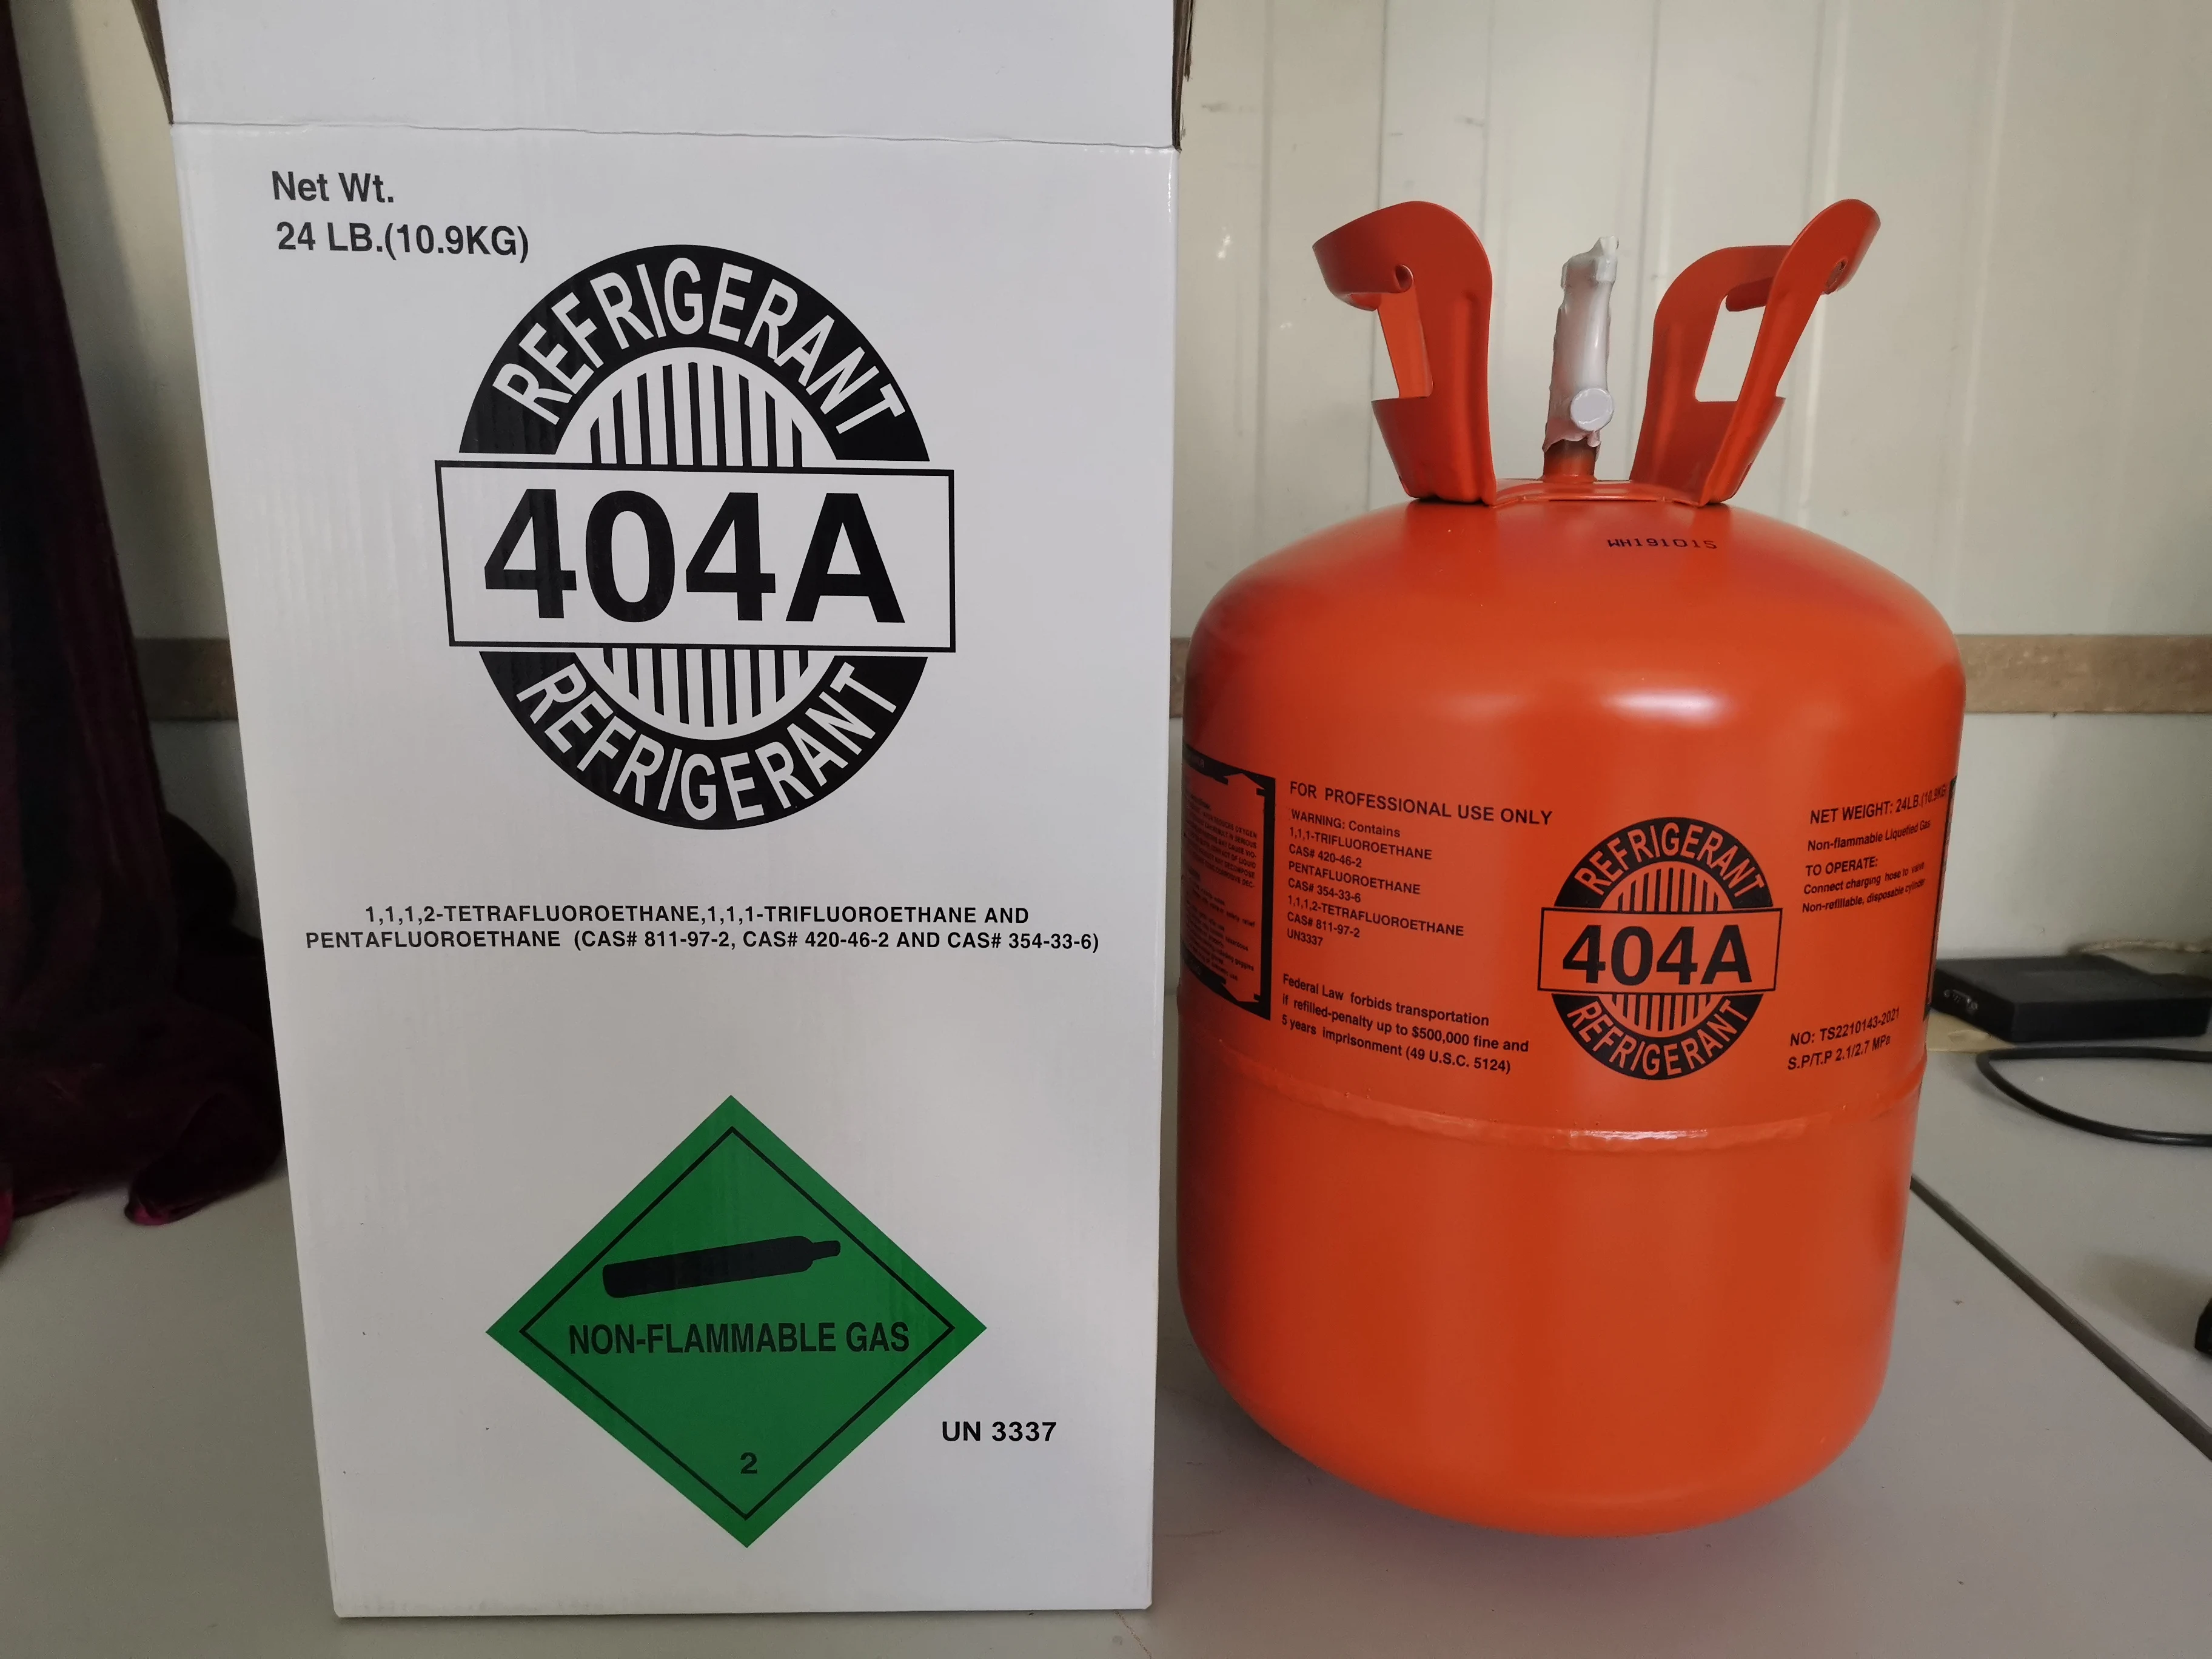 Net Wt.
24 LB.(10.9KG)
REFRIGERANT
404A
REFRIGERANT
1,1,1,2-TETRAFLUOROETHANE,1,1,1-TRIFLUOROETHANE AND
PENTAFLUOROETHANE (CAS# 811-97-2, CAS# 420-46-2 AND CAS# 354-33-6)
NON-FLAMMABLE GAS
2
UN 3337
WH191015
FOR PROFESSIONAL USE ONLY
WARNING: Contains
1,1,1-TRIFLUOROETHANE
CAS# 420-46-2
PENTAFLUOROETHANE
CAS# 354-33-6
1,1,1,2-TETRAFLUOROETHANE
CAS# 811-97-2
UN3337
Federal Law forbids transportation
if refilled-penalty up to $500,000 fine and
5 years imprisonment (49 U.S.C. 5124)
REFRIGERANT
404A
REFRIGERANT
NET WEIGHT: 24LB.(10.9KG)
Non-flammable Liquefied Gas
TO OPERATE:
Connect charging hose to valve
Non-refillable, disposable cylinder
NO: TS2210143-2021
S.P/T.P 2.1/2.7 MPa